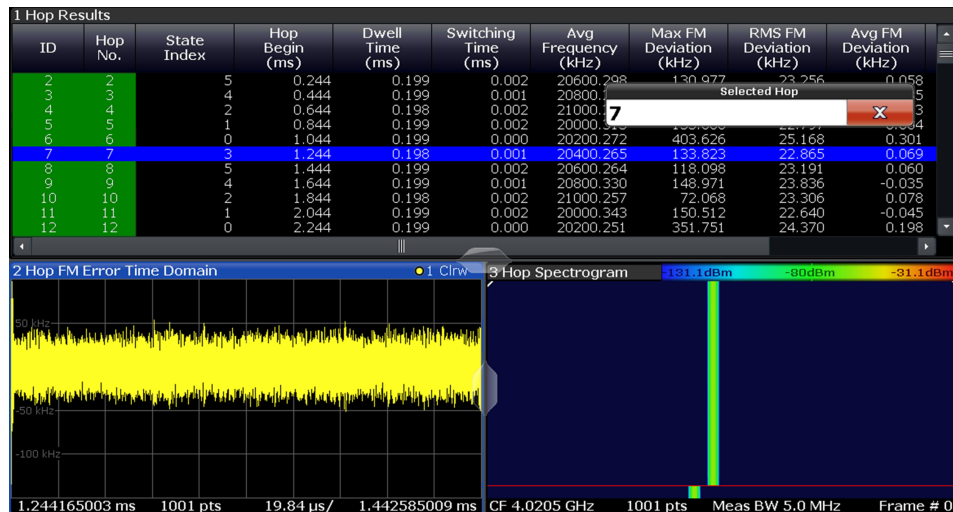 1 Hop Results
ID Hop No. State Index Hop Begin (ms) Dwell Time (ms) Switching Time (ms) Avg Frequency (kHz) Max FM Deviation (kHz) RMS FM Deviation (kHz) Avg FM Deviation (kHz)
2 2 5 0.244 0.199 0.002 20600.298 130.977 23.256 0.058
3 3 4 0.444 0.199 0.001 20800.
4 4 2 0.644 0.198 0.002 21000.
5 5 1 0.844 0.199 0.002
6 6 0 1.044 0.199 0.000 20200.272 403.626 25.168 0.301
7 7 3 1.244 0.198 0.001 20400.265 133.823 22.865 0.069
8 8 5 1.444 0.199 0.002 20600.264 118.098 23.191 0.060
9 9 4 1.644 0.199 0.001 20800.330 148.971 23.836 -0.035
10 10 2 1.844 0.198 0.002 21000.257 72.068 23.306 0.078
11 11 1 2.044 0.199 0.002 20000.343 150.512 22.640 -0.045
12 12 0 2.244 0.199 0.000 20200.251 351.751 24.370 0.198
Selected Hop
7 X
2 Hop FM Error Time Domain 1 Clrw
50 kHz
-50 kHz
-100 kHz
1.244165003 ms 1001 pts 19.84 µs/ 1.442585009 ms
3 Hop Spectrogram -131.1dBm -80dBm -31.1dBm
CF 4.0205 GHz 1001 pts Meas BW 5.0 MHz Frame # 0